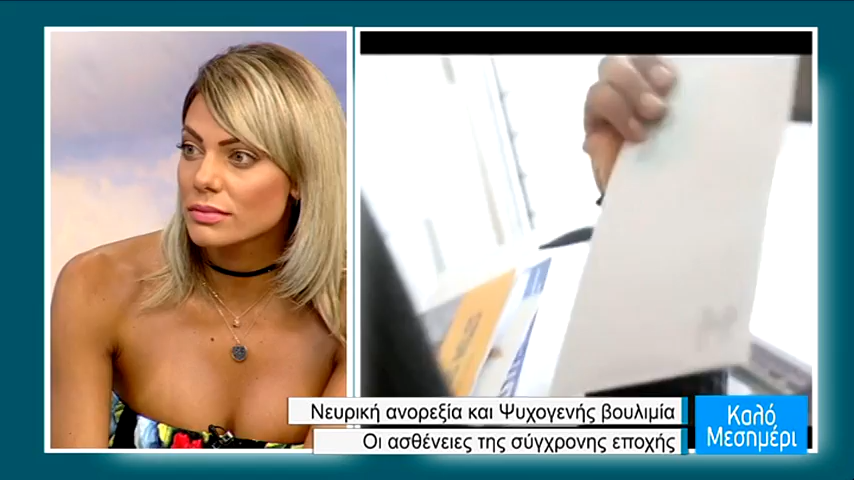 Νευρική ανορεξία και Ψυχογενής βουλιμία
Οι ασθένειες της σύγχρονης εποχής
Καλό
Μεσημέρι